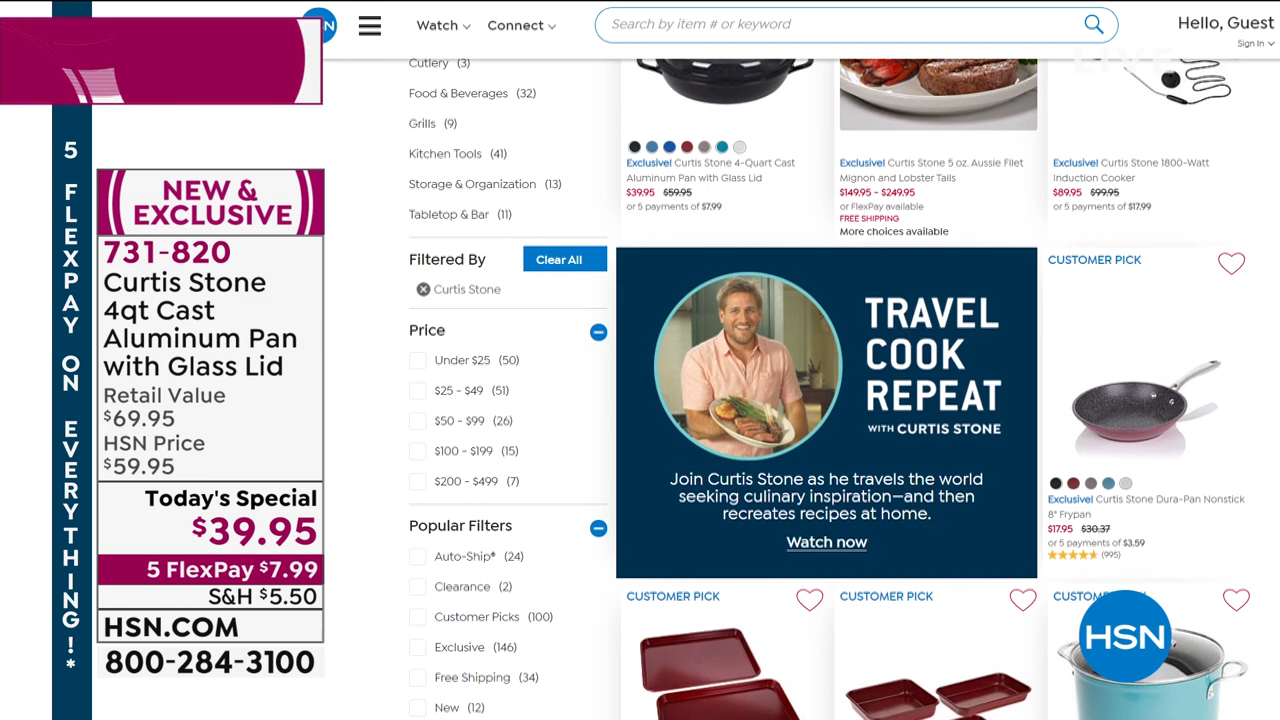 HSN
Watch
Connect
Search by item # or keyword
Hello, Guest
Sign In
LIVE
5 FLEXPAY ON EVERYTHING!*
NEW &
EXCLUSIVE
731-820
Curtis Stone
4qt Cast
Aluminum Pan
with Glass Lid
Retail Value
$69.95
HSN Price
$59.95
Today's Special
$39.95
5 FlexPay $7.99
S&H $5.50
HSN.COM
800-284-3100
Cutlery (3)
Food & Beverages (32)
Grills (9)
Kitchen Tools (41)
Storage & Organization (13)
Tabletop & Bar (11)
Filtered By
Clear All
Curtis Stone
Price
Under $25 (50)
$25 - $49 (51)
$50 - $99 (26)
$100 - $199 (15)
$200 - $499 (7)
Popular Filters
Auto-Ship® (24)
Clearance (2)
Customer Picks (100)
Exclusive (146)
Free Shipping (34)
New (12)
Exclusive! Curtis Stone 4-Quart Cast
Aluminum Pan with Glass Lid
$39.95 $59.95
or 5 payments of $7.99
Exclusive! Curtis Stone 5 oz. Aussie Filet
Mignon and Lobster Tails
$149.95 - $249.95
or FlexPay available
FREE SHIPPING
More choices available
Exclusive! Curtis Stone 1800-Watt
Induction Cooker
$89.95 $99.95
or 5 payments of $17.99
TRAVEL
COOK
REPEAT
WITH CURTIS STONE
Join Curtis Stone as he travels the world
seeking culinary inspiration—and then
recreates recipes at home.
Watch now
CUSTOMER PICK
Exclusive! Curtis Stone Dura-Pan Nonstick
8" Frypan
$17.95 $30.37
or 5 payments of $3.59
(995)
CUSTOMER PICK
CUSTOMER PICK
CUSTOMER PICK
HSN